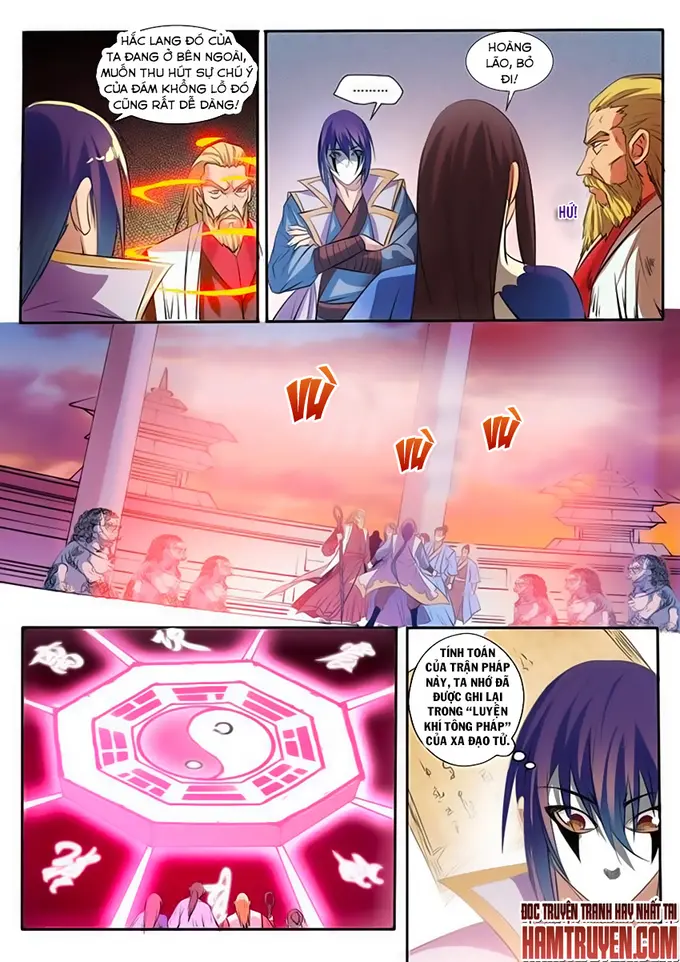 HẮC LANG ĐÓ CỦA
TA ĐANG Ở BÊN NGOÀI,
MUỐN THU HÚT SỰ CHÚ Ý
CỦA ĐÁM KHỔNG LỒ ĐÓ
CŨNG RẤT DỄ DÀNG!
..........
HOÀNG
LÃO, BỎ
ĐI!
HỨ!
VÙ
VÙ
VÙ
TÍNH TOÁN
CỦA TRẬN PHÁP
NÀY, TA NHỚ ĐÃ
ĐƯỢC GHI LẠI
TRONG “LUYỆN
KHÍ TÔNG PHÁP”
CỦA XA ĐẠO TỬ.
ĐỌC TRUYỆN TRANH HAY NHẤT TẠI
HAMTRUYEN.COM